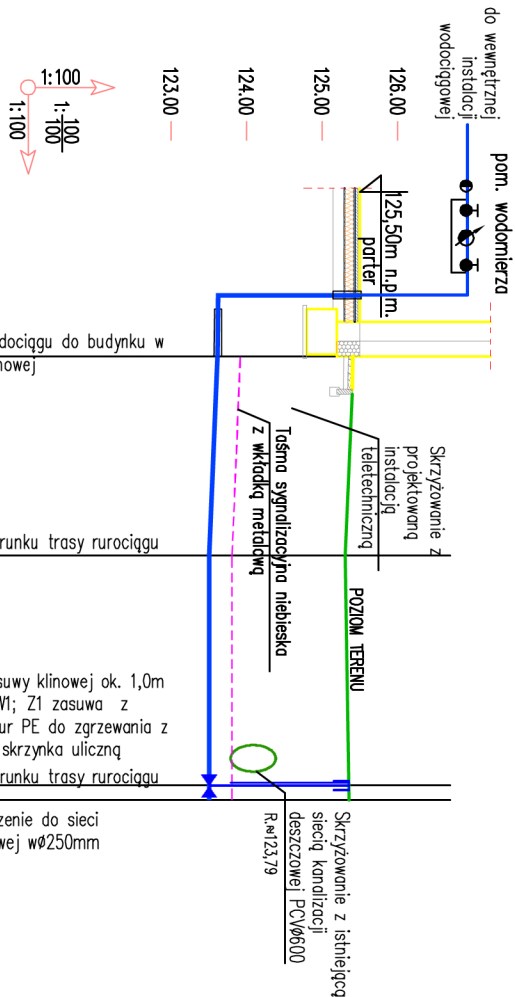 do wewnętrznej
instalacji
wodociągowej
pom. wodomierza
126.00
125.00
124.00
123.00
1:100
1: 100
100
1:100
125,50m n.p.m.
parter
dociągu do budynku w
nowej
Skrzyżowanie z
projektowaną
instalacją
teletechniczną
Taśma sygnalizacyjna niebieska
z wkładką metalową
runku trasy rurociągu
POZIOM TERENU
suwy klinowej ok. 1,0m
W1; Z1 zasuwa z
ur PE do zgrzewania z
skrzynka uliczną
runku trasy rurociągu
zenie do sieci
wej wø250mm
Skrzyżowanie z istniejącą
siecią kanalizacji
deszczowej PCVø600
R.≈123,79